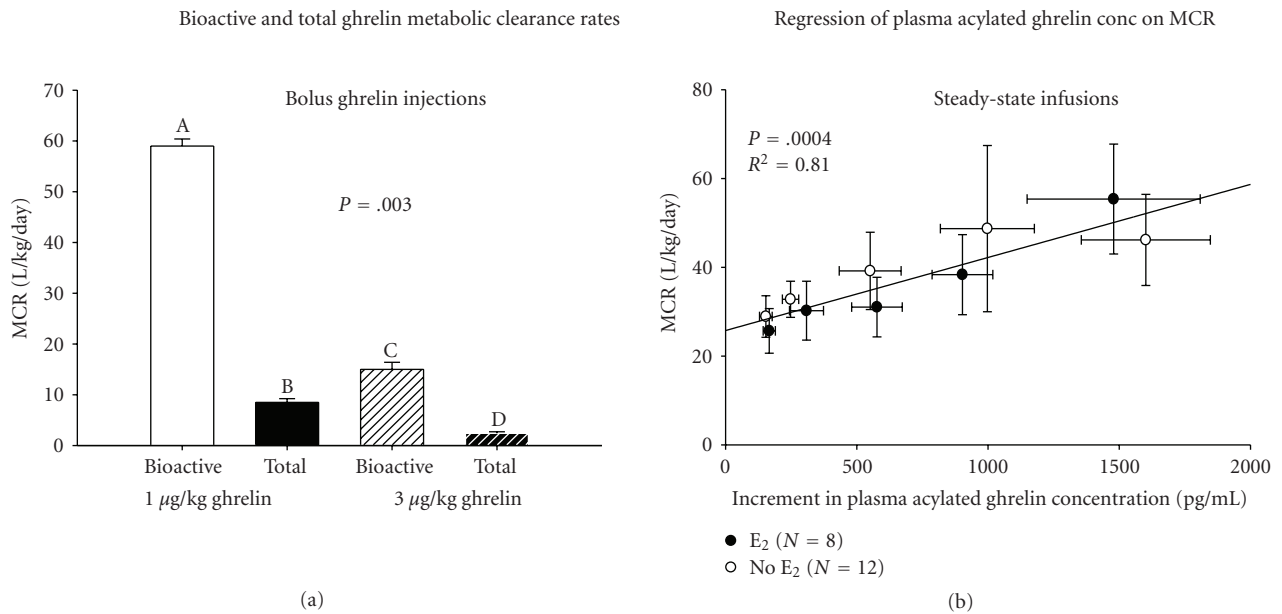 Bioactive and total ghrelin metabolic clearance rates
Bolus ghrelin injections
P = .003
MCR (L/kg/day)
70
60
50
40
30
20
10
0
A
B
C
D
Bioactive Total Bioactive Total
1 μg/kg ghrelin 3 μg/kg ghrelin
(a)
Regression of plasma acylated ghrelin conc on MCR
Steady-state infusions
P = .0004
R² = 0.81
MCR (L/kg/day)
80
60
40
20
0
0 500 1000 1500 2000
Increment in plasma acylated ghrelin concentration (pg/mL)
E₂ (N = 8)
No E₂ (N = 12)
(b)